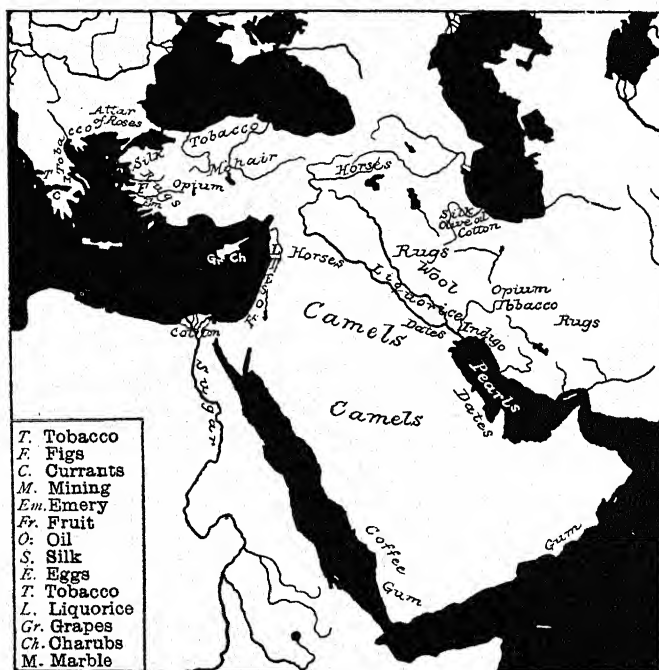 Attar
of Roses
Tobacco
T
C
Silk
Rugs
F
Em
Opium
Tobacco
Mohair
Horses
Silk
Olive oil
Cotton
Gr Ch
L
Horses
Rugs
Wool
Liquorice
Opium
Tobacco
Rugs
Indigo
Dates
Camels
Cotton
Sugar
Pearls
Dates
Camels
Coffee
Gum
Gum
T. Tobacco
F. Figs
C. Currants
M. Mining
Em. Emery
Fr. Fruit
O: Oil
S. Silk
E. Eggs
T. Tobacco
L. Liquorice
Gr. Grapes
Ch. Charubs
M. Marble